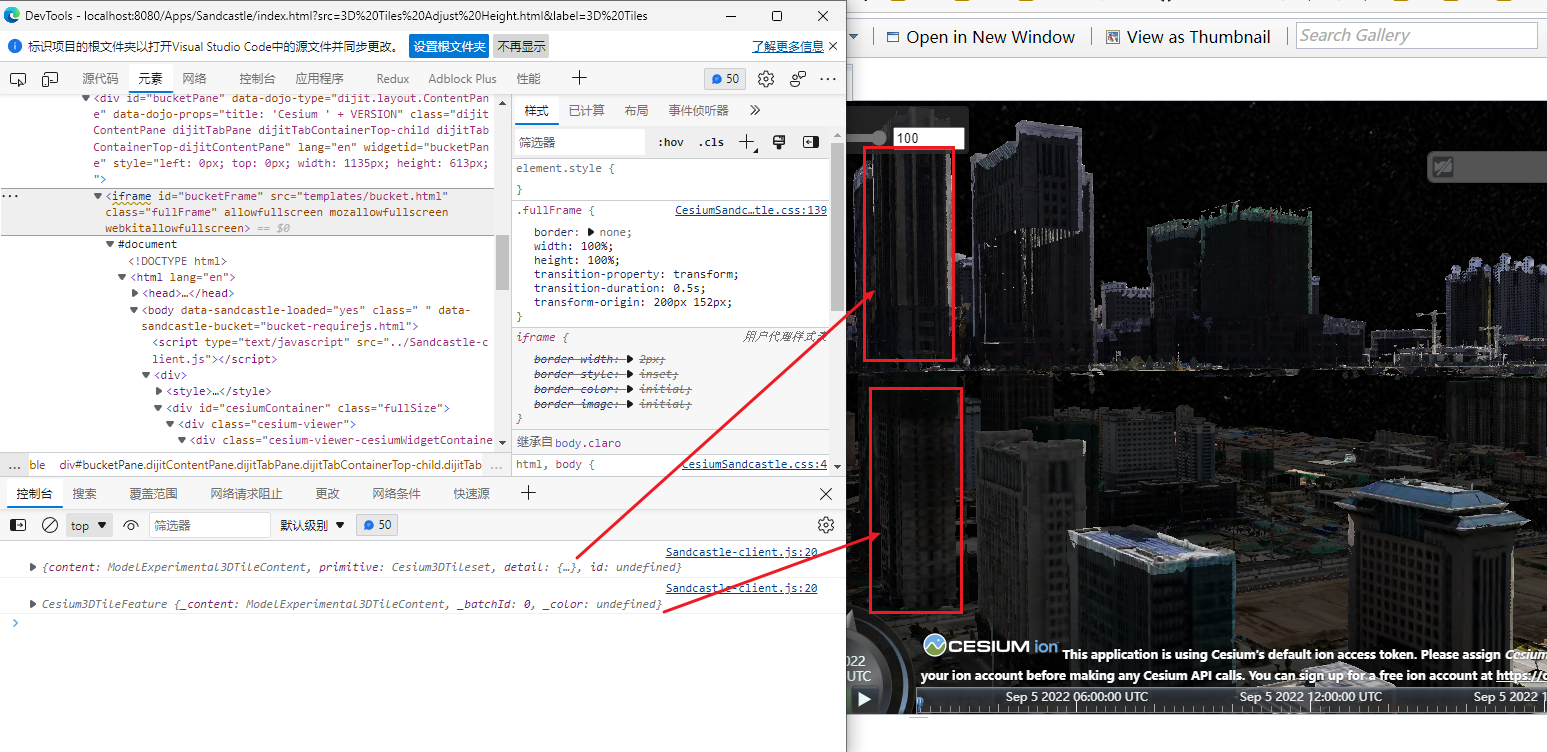 DevTools - localhost:8080/Apps/Sandcastle/index.html?src=3D%20Tiles%20Adjust%20Height.html&label=3D%20Tiles
标识项目的根文件夹以打开Visual Studio Code中的源文件并同步更改。 设置根文件夹 不再显示 了解更多信息
源代码 元素 网络 控制台 应用程序 Redux Adblock Plus 性能 50
<div id="bucketPane" data-dojo-type="dijit.layout.ContentPan
e" data-dojo-props="title: 'Cesium ' + VERSION" class="dijit
ContentPane dijitTabPane dijitTabContainerTop-child dijitTab
ContainerTop-dijitContentPane" lang="en" widgetid="bucketPan
e" style="left: 0px; top: 0px; width: 1135px; height: 613px;
">
<iframe id="bucketFrame" src="templates/bucket.html"
class="fullFrame" allowfullscreen mozallowfullscreen
webkitallowfullscreen> == $0
#document
<!DOCTYPE html>
<html lang="en">
<head>…</head>
<body data-sandcastle-loaded="yes" class=" " data-
sandcastle-bucket="bucket-requirejs.html">
<script type="text/javascript" src="../Sandcastle-c
lient.js"></script>
<div>
<style>…</style>
<div id="cesiumContainer" class="fullSize">
<div class="cesium-viewer">
<div class="cesium-viewer-cesiumWidgetContaine
... ble div#bucketPane.dijitContentPane.dijitTabPane.dijitTabContainerTop-child.dijitTab ...
样式 已计算 布局 事件侦听器
筛选器 :hov .cls
element.style {
}
.fullFrame { CesiumSandc…tle.css:139
border: none;
width: 100%;
height: 100%;
transition-property: transform;
transition-duration: 0.5s;
transform-origin: 200px 152px;
}
iframe { 用户代理样式表
border-width: 2px;
border-style: inset;
border-color: initial;
border-image: initial;
}
继承自 body.claro
html, body { CesiumSandcastle.css:4
控制台 搜索 覆盖范围 网络请求阻止 更改 网络条件 快速源
top 筛选器 默认级别 50
Sandcastle-client.js:20
{content: ModelExperimental3DTileContent, primitive: Cesium3DTileset, detail: {…}, id: undefined}
Sandcastle-client.js:20
Cesium3DTileFeature {_content: ModelExperimental3DTileContent, _batchId: 0, _color: undefined}
Open in New Window View as Thumbnail Search Gallery
100
CESIUM ion This application is using Cesium's default ion access token. Please assign Cesium
your ion account before making any Cesium API calls. You can sign up for a free ion account at https://c
022
UTC
Sep 5 2022 06:00:00 UTC Sep 5 2022 12:00:00 UTC Sep 5 2022 1